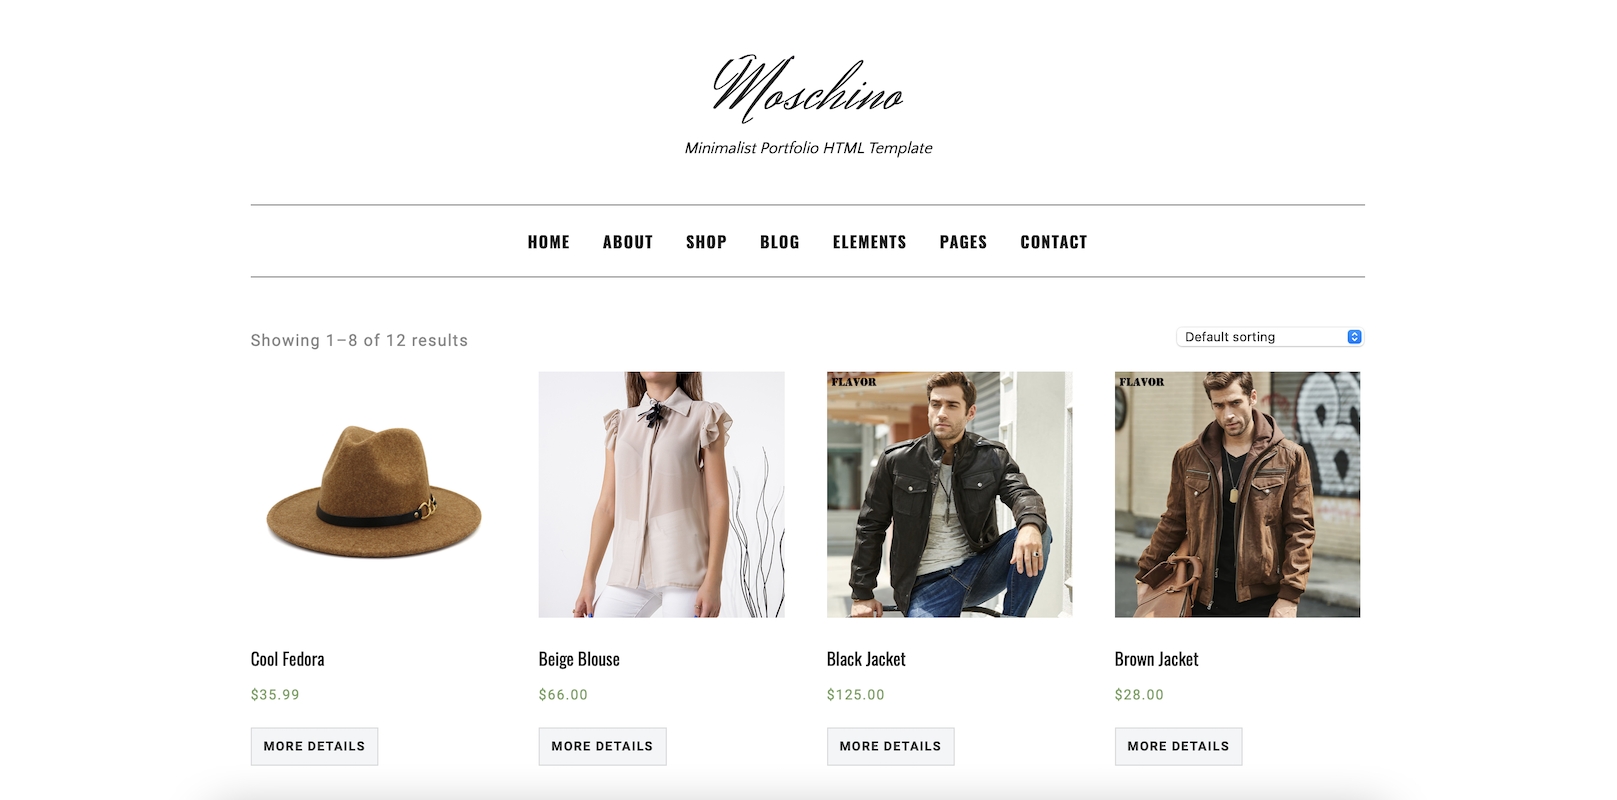 Moschino
Minimalist Portfolio HTML Template
HOME ABOUT SHOP BLOG ELEMENTS PAGES CONTACT
Showing 1–8 of 12 results
Default sorting
FLAVOR
FLAVOR
Cool Fedora
$35.99
MORE DETAILS
Beige Blouse
$66.00
MORE DETAILS
Black Jacket
$125.00
MORE DETAILS
Brown Jacket
$28.00
MORE DETAILS